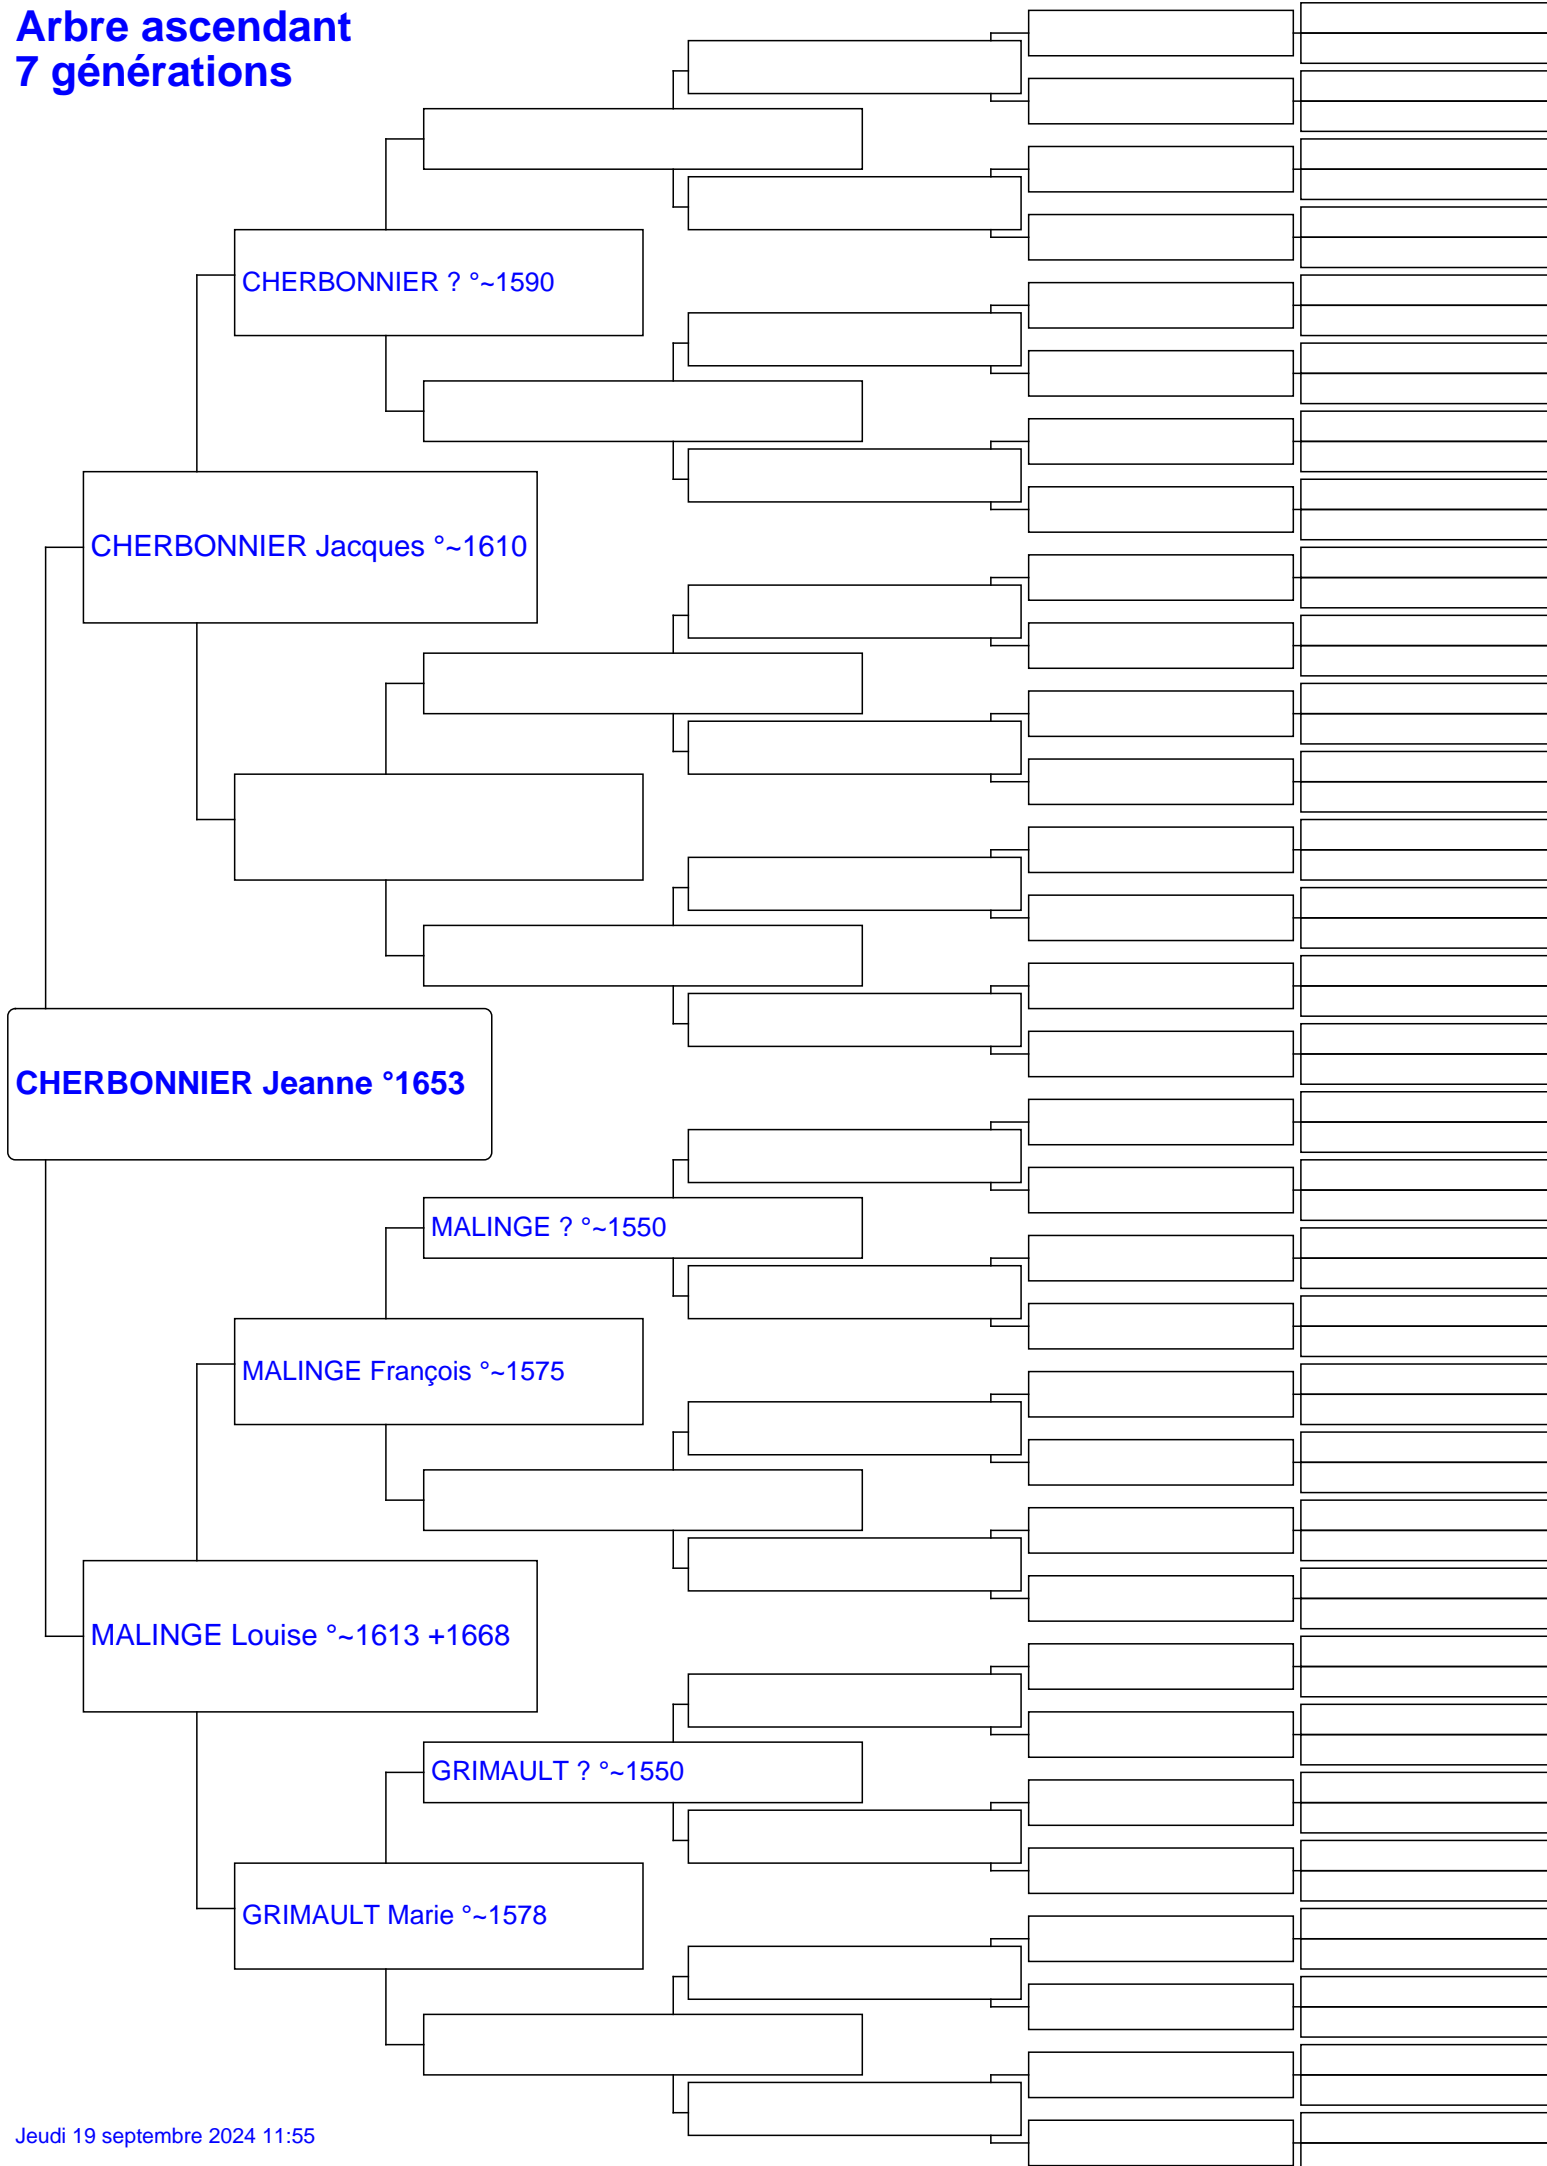 Arbre ascendant
7 générations
CHERBONNIER ? °~1590
CHERBONNIER Jacques °~1610
CHERBONNIER Jeanne °1653
MALINGE ? °~1550
MALINGE François °~1575
MALINGE Louise °~1613 +1668
GRIMAULT ? °~1550
GRIMAULT Marie °~1578
Jeudi 19 septembre 2024 11:55